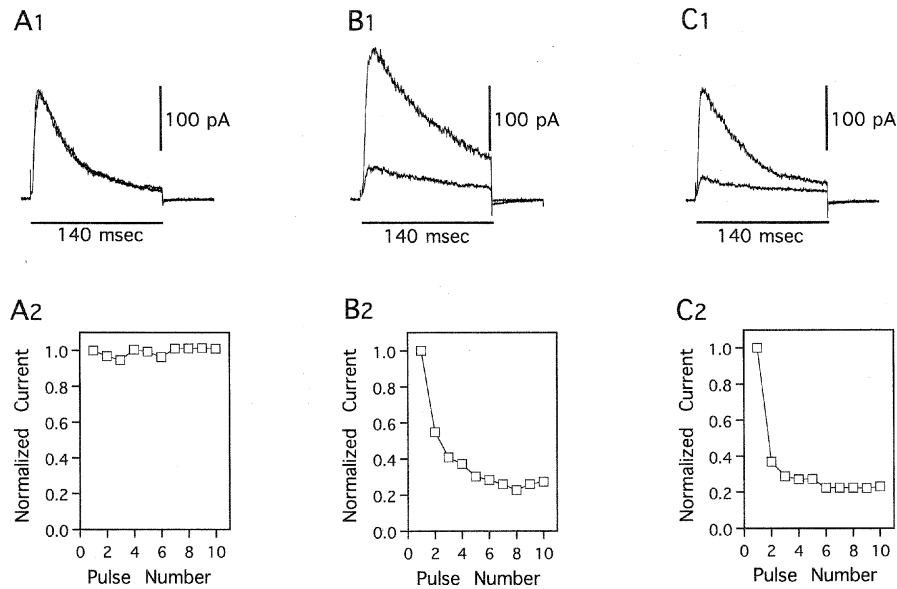 A1
B1
C1
100 pA
100 pA
100 pA
140 msec
140 msec
140 msec
A2
B2
C2
Normalized Current
1.0
0.8
0.6
0.4
0.2
0.0
0 2 4 6 8 10
Pulse Number
Normalized Current
1.0
0.8
0.6
0.4
0.2
0.0
0 2 4 6 8 10
Pulse Number
Normalized Current
1.0
0.8
0.6
0.4
0.2
0.0
0 2 4 6 8 10
Pulse Number